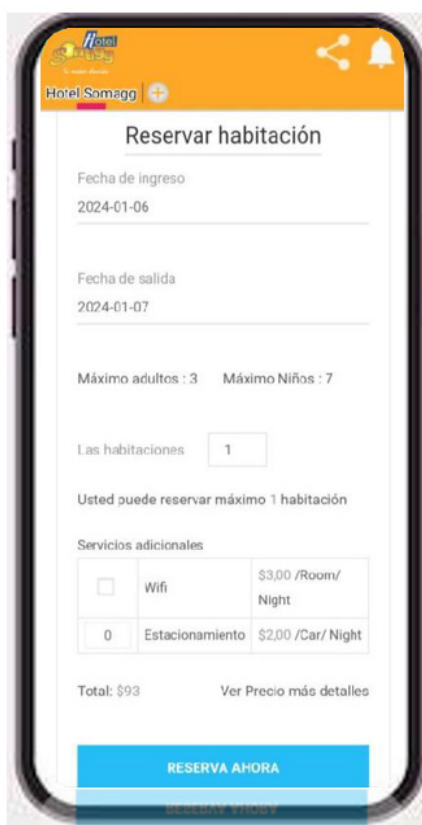 Hotel
Somagg
Hotel Somagg
Reservar habitación
Fecha de ingreso
2024-01-06
Fecha de salida
2024-01-07
Máximo adultos : 3 Máximo Niños : 7
Las habitaciones 1
Usted puede reservar máximo 1 habitación
Servicios adicionales
Wifi $3,00 /Room/
Night
0 Estacionamiento $2,00 /Car/ Night
Total: $93 Ver Precio más detalles
RESERVA AHORA